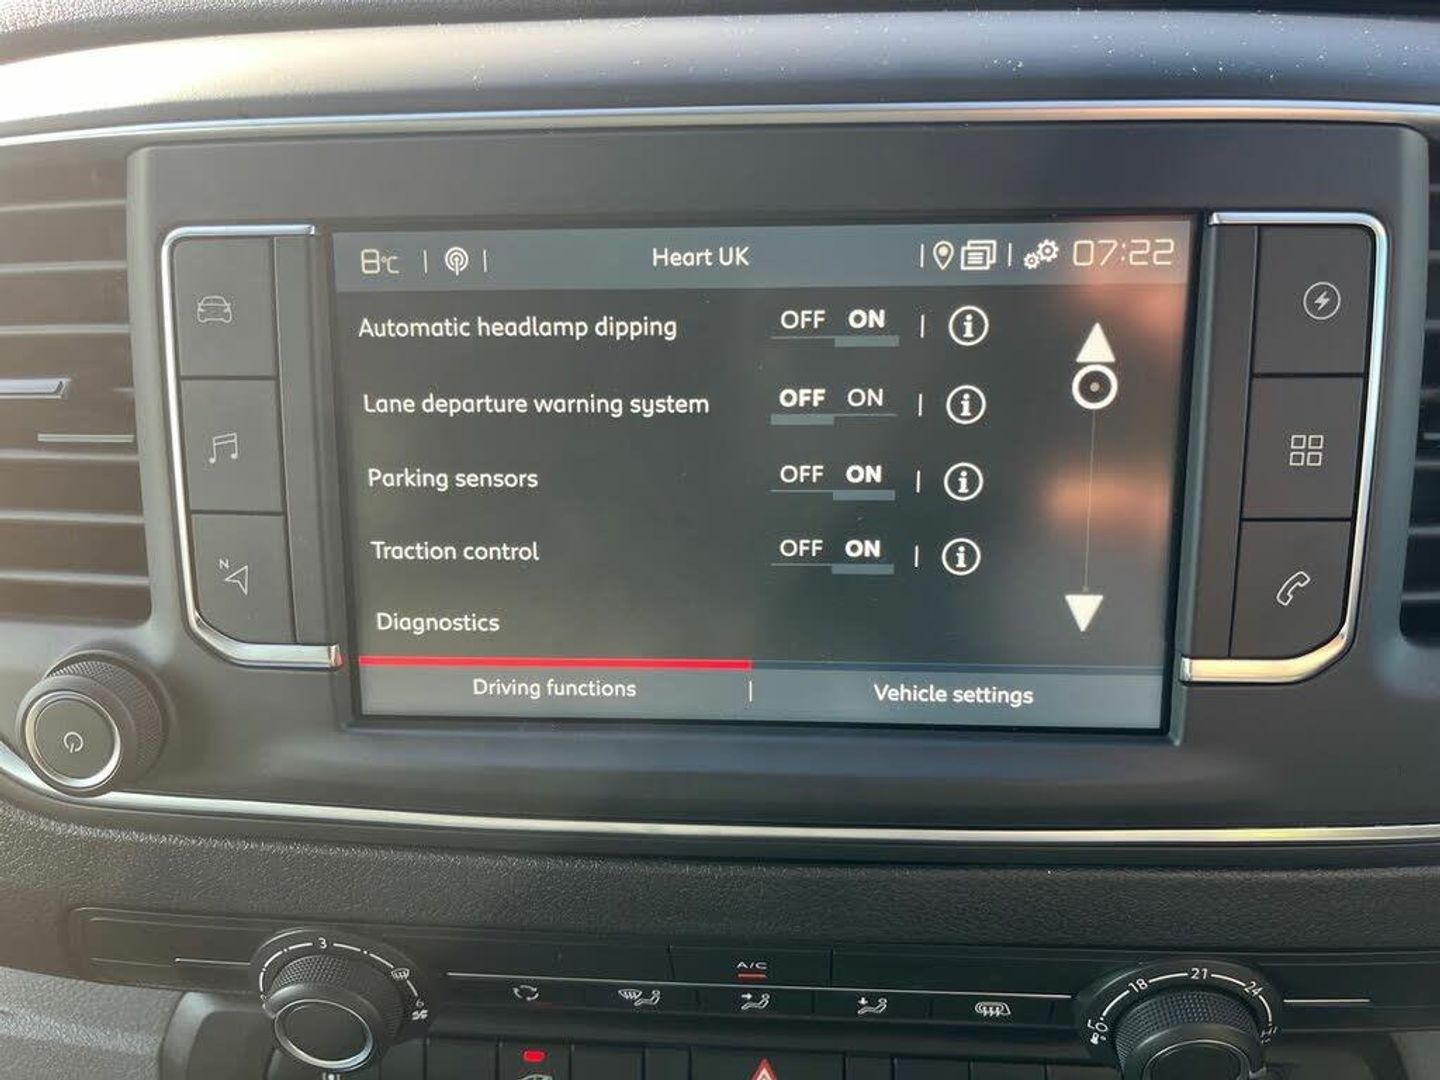 8°C Heart UK 07:22
Automatic headlamp dipping OFF ON
Lane departure warning system OFF ON
Parking sensors OFF ON
Traction control OFF ON
Diagnostics
Driving functions Vehicle settings
N
3
A/C
18 21 24